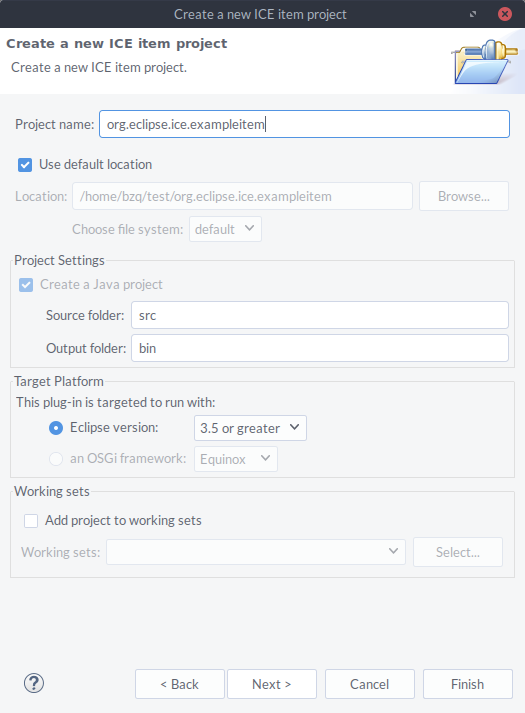 Create a new ICE item project
Create a new ICE item project
Create a new ICE item project.
Project name: org.eclipse.ice.exampleitem
Use default location
Location: /home/bzq/test/org.eclipse.ice.exampleitem Browse...
Choose file system: default
Project Settings
Create a Java project
Source folder: src
Output folder: bin
Target Platform
This plug-in is targeted to run with:
Eclipse version: 3.5 or greater
an OSGi framework: Equinox
Working sets
Add project to working sets
Working sets: Select...
? < Back Next > Cancel Finish